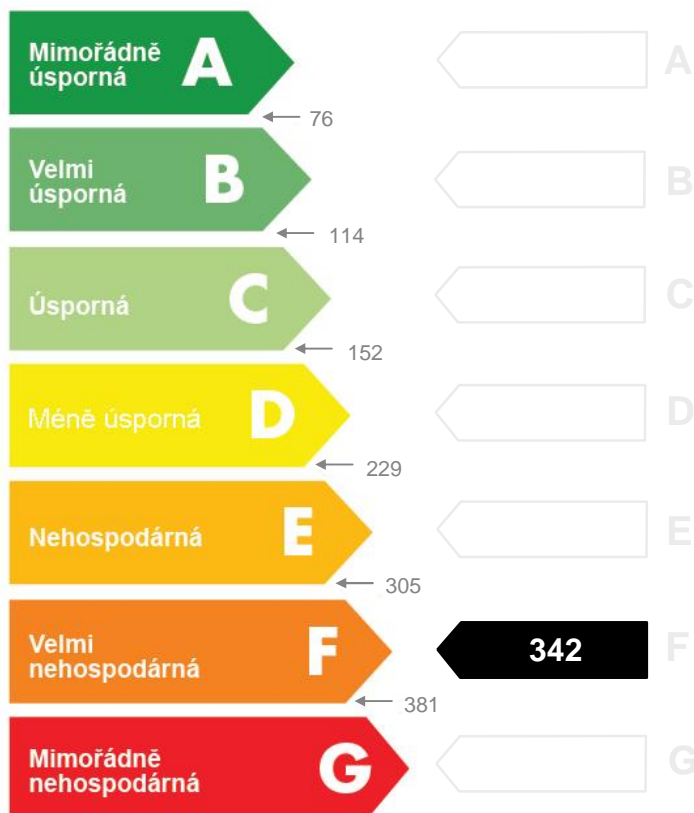 Mimořádně
úsporná
A
A
76
Velmi
úsporná
B
B
114
Úsporná
C
C
152
Méně úsporná
D
D
229
Nehospodárná
E
E
305
Velmi
nehospodárná
F
342
F
381
Mimořádně
nehospodárná
G
G